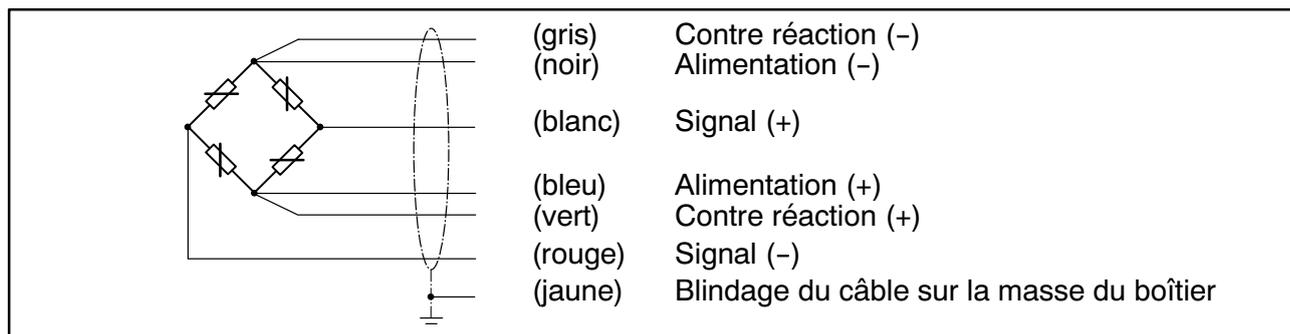 (gris) Contre réaction (–)
(noir) Alimentation (–)
(blanc) Signal (+)
(bleu) Alimentation (+)
(vert) Contre réaction (+)
(rouge) Signal (–)
(jaune) Blindage du câble sur la masse du boîtier